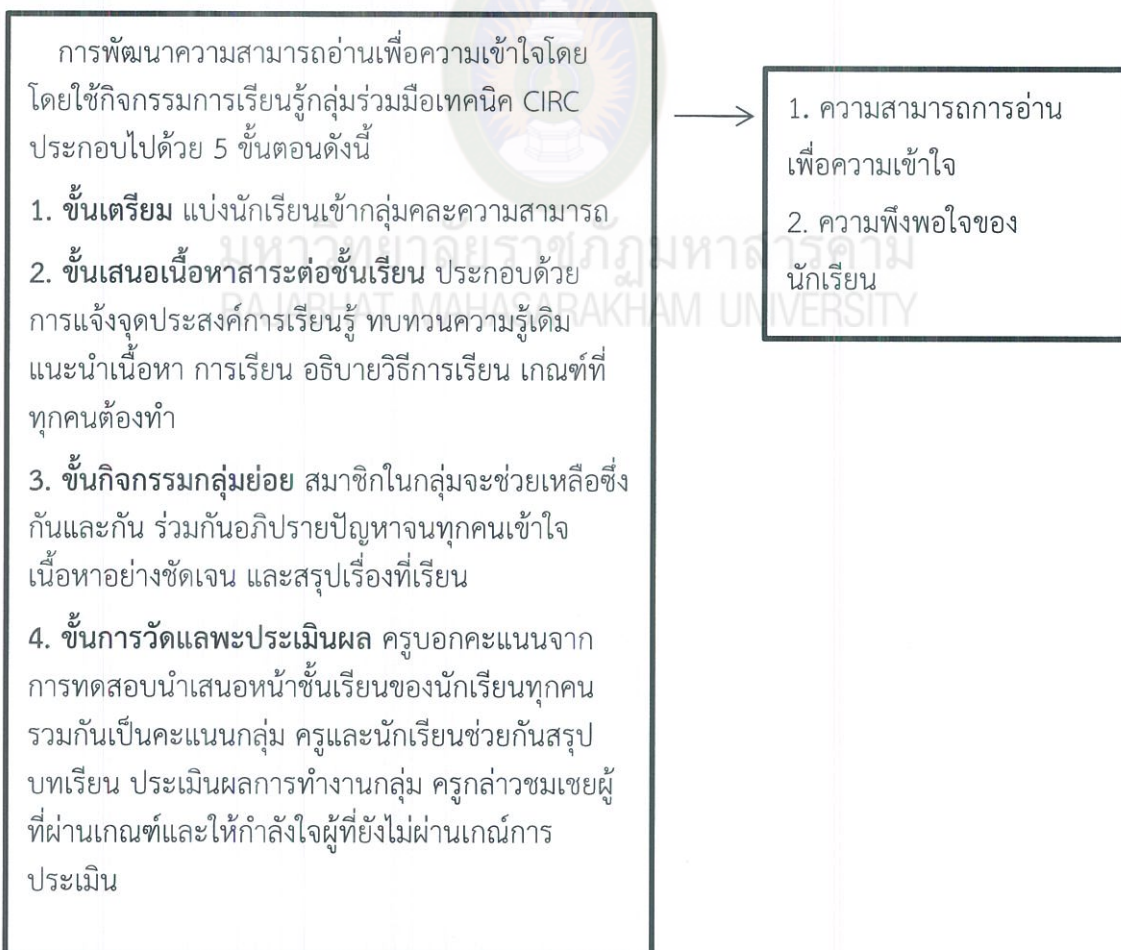 การพัฒนาความสามารถอ่านเพื่อความเข้าใจโดย
โดยใช้กิจกรรมการเรียนรู้กลุ่มร่วมมือเทคนิค CIRC
ประกอบไปด้วย 5 ขั้นตอนดังนี้
1. ขั้นเตรียม แบ่งนักเรียนเข้ากลุ่มคละความสามารถ
2. ขั้นเสนอเนื้อหาสาระต่อชั้นเรียน ประกอบด้วย
การแจ้งจุดประสงค์การเรียนรู้ ทบทวนความรู้เดิม
แนะนำเนื้อหา การเรียน อธิบายวิธีการเรียน เกณฑ์ที่
ทุกคนต้องทำ
3. ขั้นกิจกรรมกลุ่มย่อย สมาชิกในกลุ่มจะช่วยเหลือซึ่ง
กันและกัน ร่วมกันอภิปรายปัญหาจนทุกคนเข้าใจ
เนื้อหาอย่างชัดเจน และสรุปเรื่องที่เรียน
4. ขั้นการวัดแลพะประเมินผล ครูบอกคะแนนจาก
การทดสอบนำเสนอหน้าชั้นเรียนของนักเรียนทุกคน
รวมกันเป็นคะแนนกลุ่ม ครูและนักเรียนช่วยกันสรุป
บทเรียน ประเมินผลการทำงานกลุ่ม ครูกล่าวชมเชยผู้
ที่ผ่านเกณฑ์และให้กำลังใจผู้ที่ยังไม่ผ่านเกณ์การ
ประเมิน
1. ความสามารถการอ่าน
เพื่อความเข้าใจ
2. ความพึงพอใจของ
นักเรียน
มหาวิทยาลัยราชภัฏมหาสารคาม
RAJABHAT MAHASARAKHAM UNIVERSITY